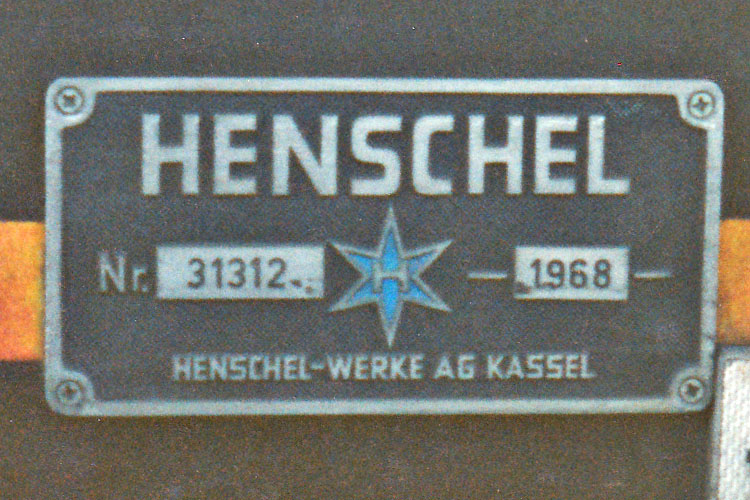 HENSCHEL
Nr. 31312 H — 1968 —
HENSCHEL-WERKE AG KASSEL